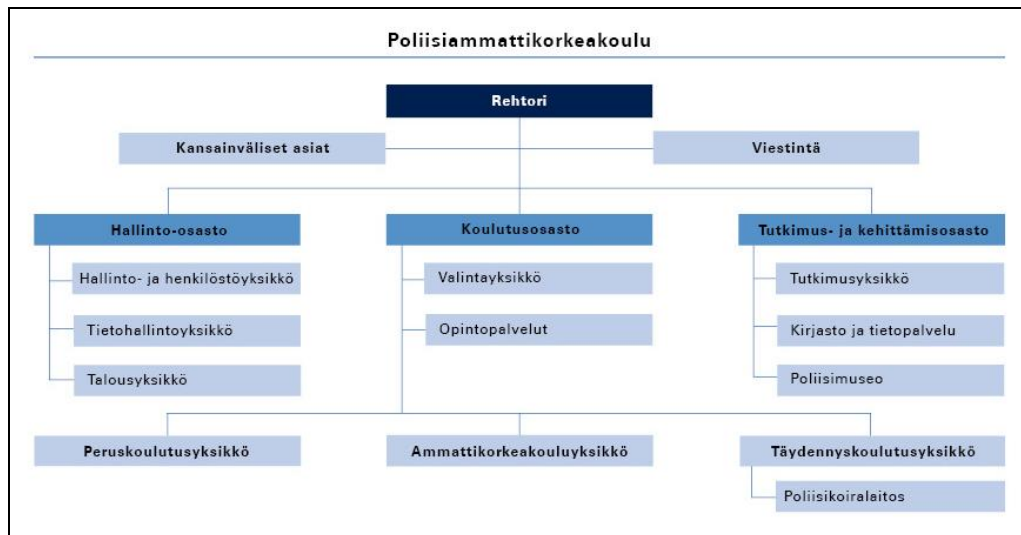 Poliisiammattikorkeakoulu
Rehtori
Kansainväliset asiat
Viestintä
Hallinto-osasto
Koulutusosasto
Tutkimus- ja kehittämisosasto
Hallinto- ja henkilöstöyksikkö
Valintayksikkö
Tutkimusyksikkö
Tietohallintoyksikkö
Opintopalvelut
Kirjasto ja tietopalvelu
Talousyksikkö
Poliisimuseo
Peruskoulutusyksikkö
Ammattikorkeakouluyksikkö
Täydennyskoulutusyksikkö
Poliisikoiralaitos